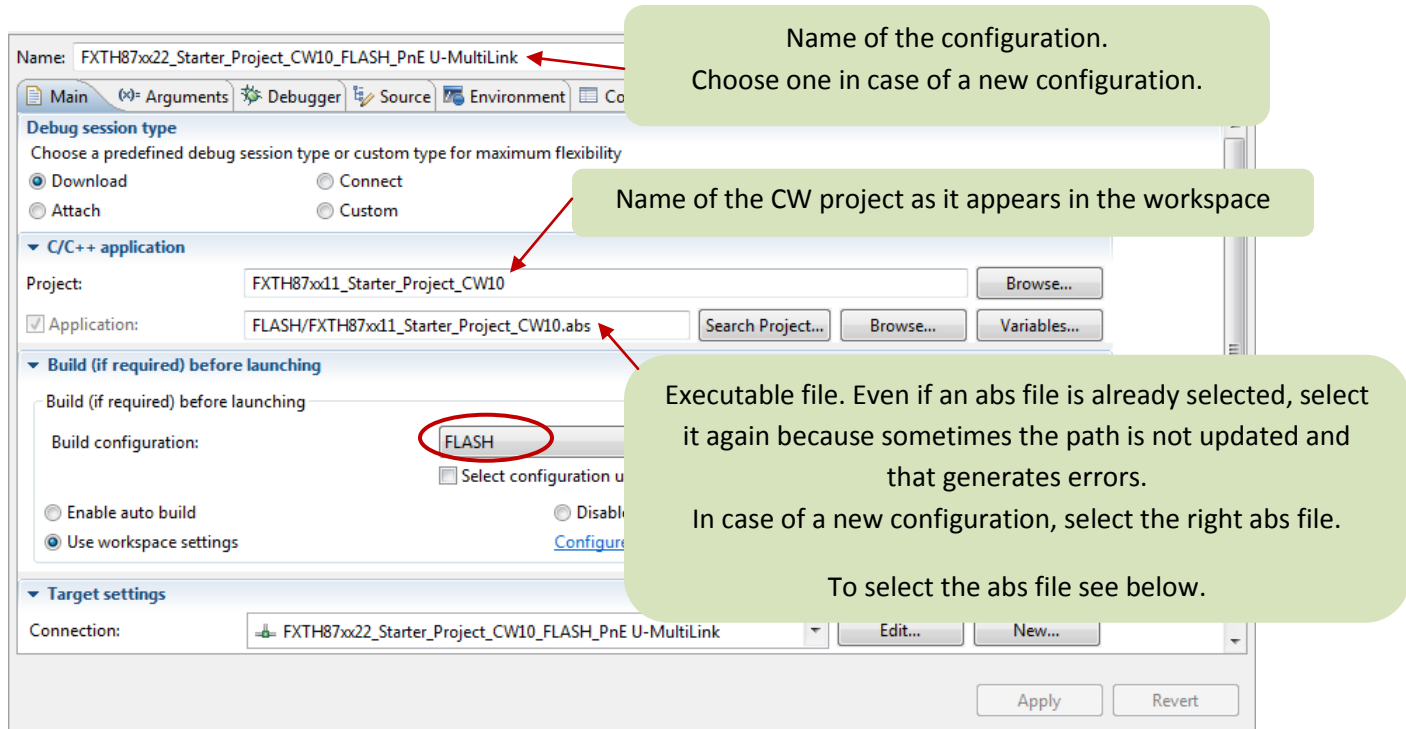 Name of the configuration.
Choose one in case of a new configuration.
Name: FXTH87xx22_Starter_Project_CW10_FLASH_PnE U-MultiLink
Main (x)= Arguments Debugger Source Environment Co
Debug session type
Choose a predefined debug session type or custom type for maximum flexibility
Download Connect
Attach Custom
Name of the CW project as it appears in the workspace
C/C++ application
Project: FXTH87xx11_Starter_Project_CW10 Browse...
Application: FLASH/FXTH87xx11_Starter_Project_CW10.abs Search Project... Browse... Variables...
Build (if required) before launching
Build (if required) before launching
Build configuration: FLASH
Select configuration u
Enable auto build Disabl
Use workspace settings Configure
Executable file. Even if an abs file is already selected, select
it again because sometimes the path is not updated and
that generates errors.
In case of a new configuration, select the right abs file.
To select the abs file see below.
Target settings
Connection: FXTH87xx22_Starter_Project_CW10_FLASH_PnE U-MultiLink Edit... New...
Apply Revert